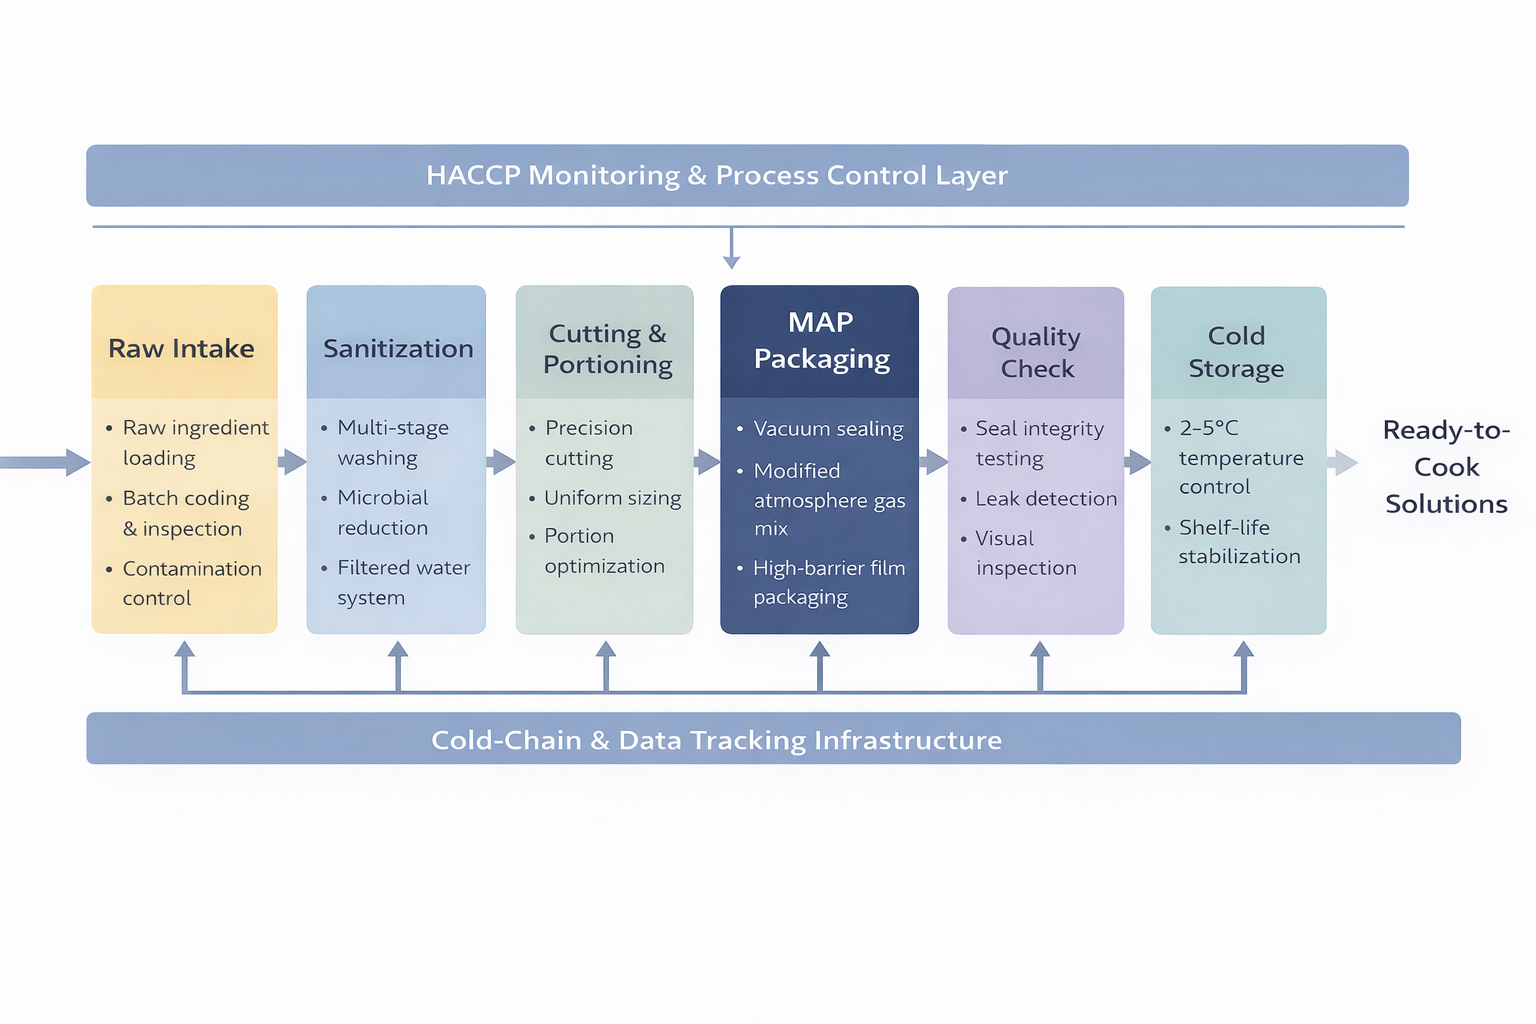 HACCP Monitoring & Process Control Layer
Raw Intake
• Raw ingredient
loading
• Batch coding
& inspection
• Contamination
control
Sanitization
• Multi-stage
washing
• Microbial
reduction
• Filtered water
system
Cutting &
Portioning
• Precision
cutting
• Uniform sizing
• Portion
optimization
MAP
Packaging
• Vacuum sealing
• Modified
atmosphere gas
mix
• High-barrier film
packaging
Quality
Check
• Seal integrity
testing
• Leak detection
• Visual
inspection
Cold
Storage
• 2–5°C
temperature
control
• Shelf-life
stabilization
Ready-to-
Cook
Solutions
Cold-Chain & Data Tracking Infrastructure